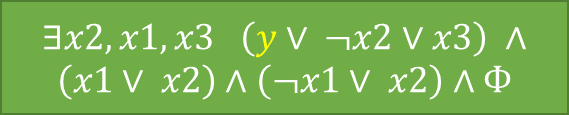 ∃x2, x1, x3 (y ∨ ¬x2 ∨ x3) ∧
(x1 ∨ x2) ∧ (¬x1 ∨ x2) ∧ Φ